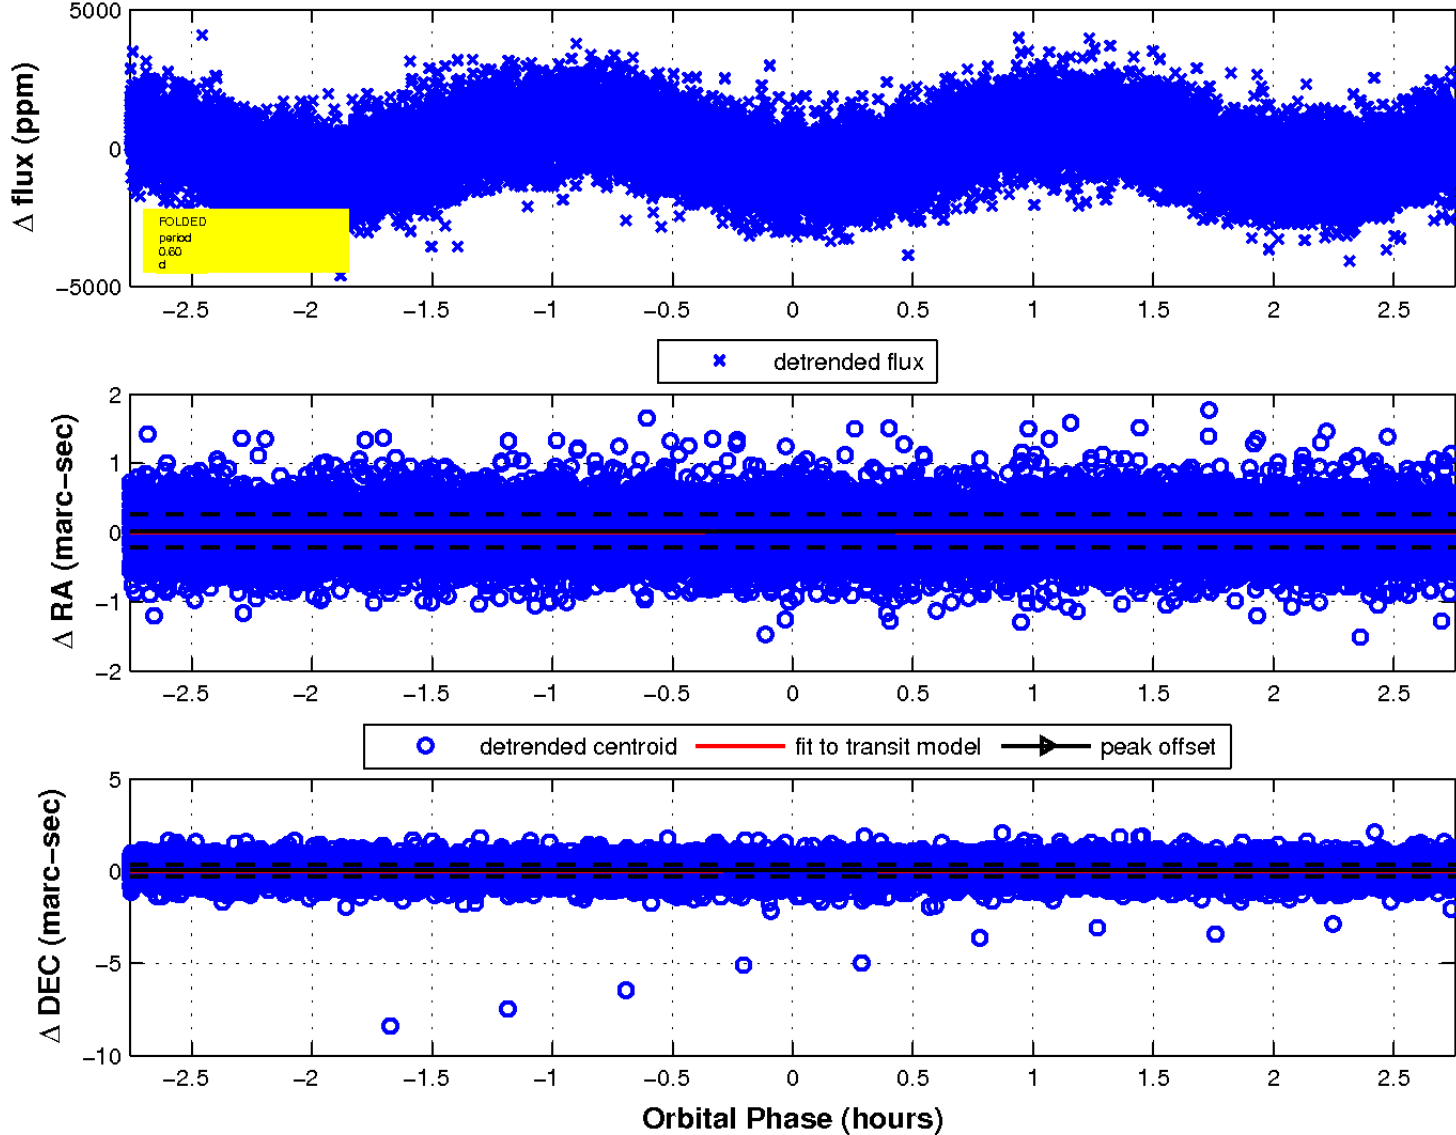 5000
0
−5000
Δ flux (ppm)
FOLDED
period
0.60
d
−2.5 −2 −1.5 −1 −0.5 0 0.5 1 1.5 2 2.5
detrended flux
2
1
0
−1
−2
Δ RA (marc−sec)
−2.5 −2 −1.5 −1 −0.5 0 0.5 1 1.5 2 2.5
detrended centroid fit to transit model peak offset
5
0
−5
−10
Δ DEC (marc−sec)
−2.5 −2 −1.5 −1 −0.5 0 0.5 1 1.5 2 2.5
Orbital Phase (hours)